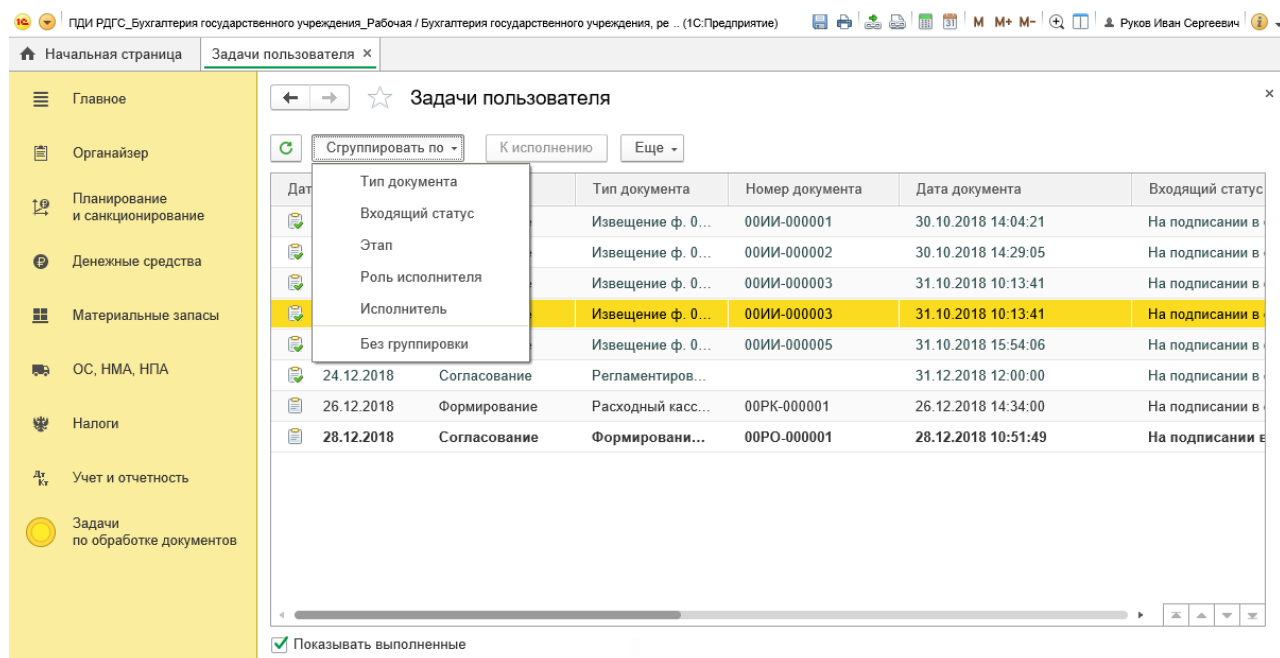 1С ПДИ РДГС_Бухгалтерия государственного учреждения_Рабочая / Бухгалтерия государственного учреждения, ре .. (1С:Предприятие) 31 M M+ M- Руков Иван Сергеевич i
Начальная страница Задачи пользователя ×
Главное
Органайзер
Планирование
и санкционирование
Денежные средства
Материальные запасы
ОС, НМА, НПА
Налоги
Дт Кт Учет и отчетность
Задачи
по обработке документов
Задачи пользователя ×
Сгруппировать по К исполнению Еще
Тип документа
Входящий статус
Этап
Роль исполнителя
Исполнитель
Без группировки
Дат Тип документа Номер документа Дата документа Входящий статус
Извещение ф. 0... 00ИИ-000001 30.10.2018 14:04:21 На подписании в
Извещение ф. 0... 00ИИ-000002 30.10.2018 14:29:05 На подписании в
Извещение ф. 0... 00ИИ-000003 31.10.2018 10:13:41 На подписании в
Извещение ф. 0... 00ИИ-000003 31.10.2018 10:13:41 На подписании в
Извещение ф. 0... 00ИИ-000005 31.10.2018 15:54:06 На подписании в
24.12.2018 Согласование Регламентиров... 31.12.2018 12:00:00 На подписании в
26.12.2018 Формирование Расходный касс... 00РК-000001 26.12.2018 14:34:00 На подписании в
28.12.2018 Согласование Формировани... 00РО-000001 28.12.2018 10:51:49 На подписании в
Показывать выполненные